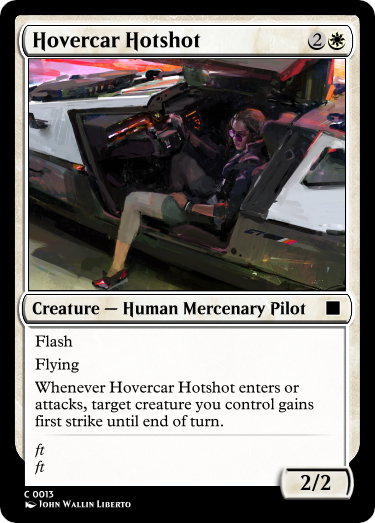 Hovercar Hotshot 2
Creature — Human Mercenary Pilot
Flash
Flying
Whenever Hovercar Hotshot enters or
attacks, target creature you control gains
first strike until end of turn.
ft
ft
2/2
C 0013
John Wallin Liberto